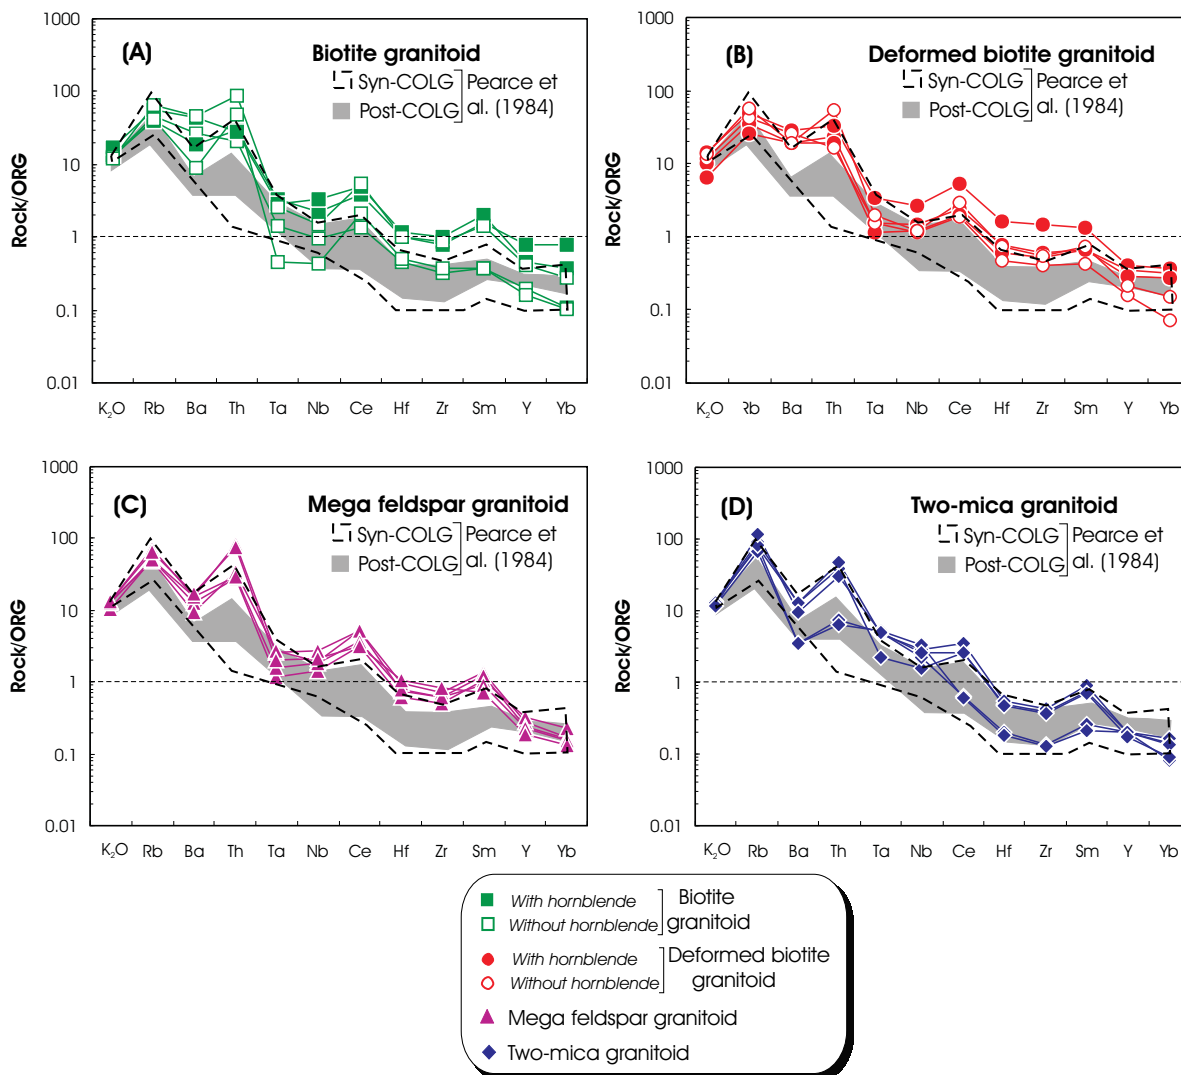 (A)
Biotite granitoid
Syn-COLG
Post-COLG
Pearce et
al. (1984)
Rock/ORG
1000
100
10
1
0.1
0.01
K₂O Rb Ba Th Ta Nb Ce Hf Zr Sm Y Yb
(B)
Deformed biotite granitoid
Syn-COLG
Post-COLG
Pearce et
al. (1984)
Rock/ORG
1000
100
10
1
0.1
0.01
K₂O Rb Ba Th Ta Nb Ce Hf Zr Sm Y Yb
(C)
Mega feldspar granitoid
Syn-COLG
Post-COLG
Pearce et
al. (1984)
Rock/ORG
1000
100
10
1
0.1
0.01
K₂O Rb Ba Th Ta Nb Ce Hf Zr Sm Y Yb
(D)
Two-mica granitoid
Syn-COLG
Post-COLG
Pearce et
al. (1984)
Rock/ORG
1000
100
10
1
0.1
0.01
K₂O Rb Ba Th Ta Nb Ce Hf Zr Sm Y Yb
With hornblende
Without hornblende
Biotite
granitoid
With hornblende
Without hornblende
Deformed biotite
granitoid
Mega feldspar granitoid
Two-mica granitoid